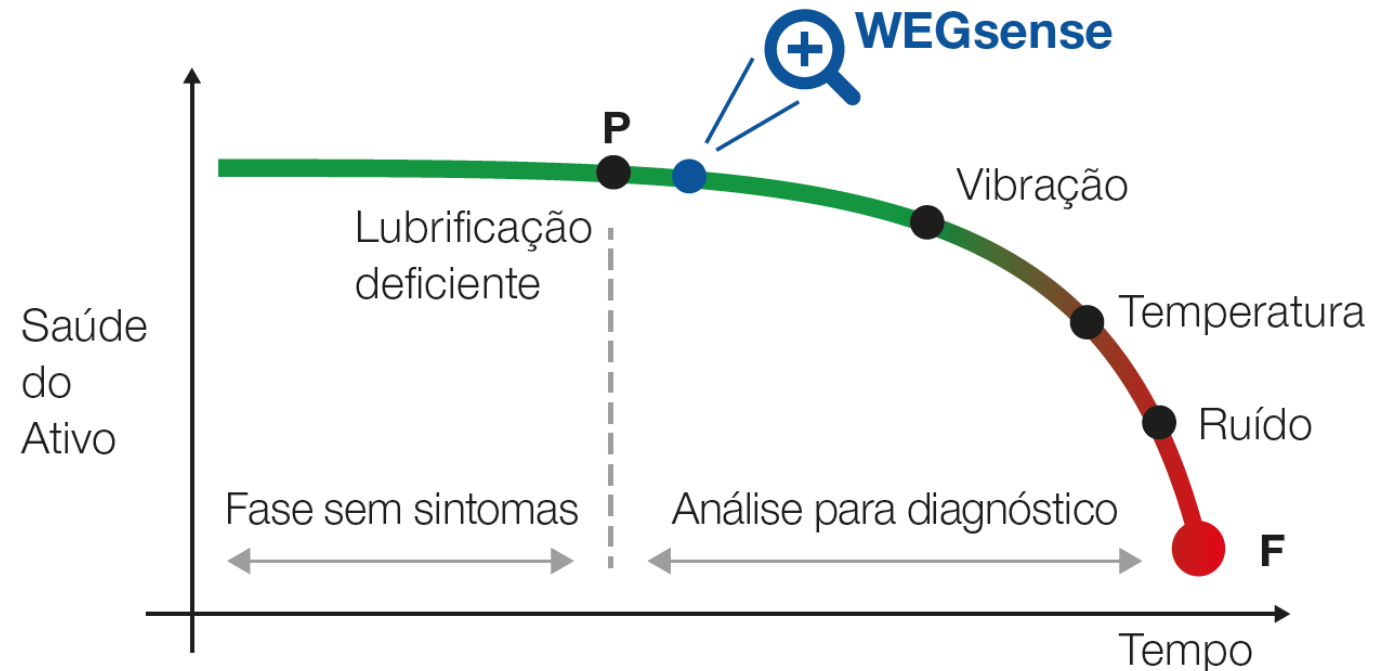 WEGsense
P
Vibração
Lubrificação
deficiente
Temperatura
Saúde
do
Ativo
Ruído
Fase sem sintomas
Análise para diagnóstico
F
Tempo